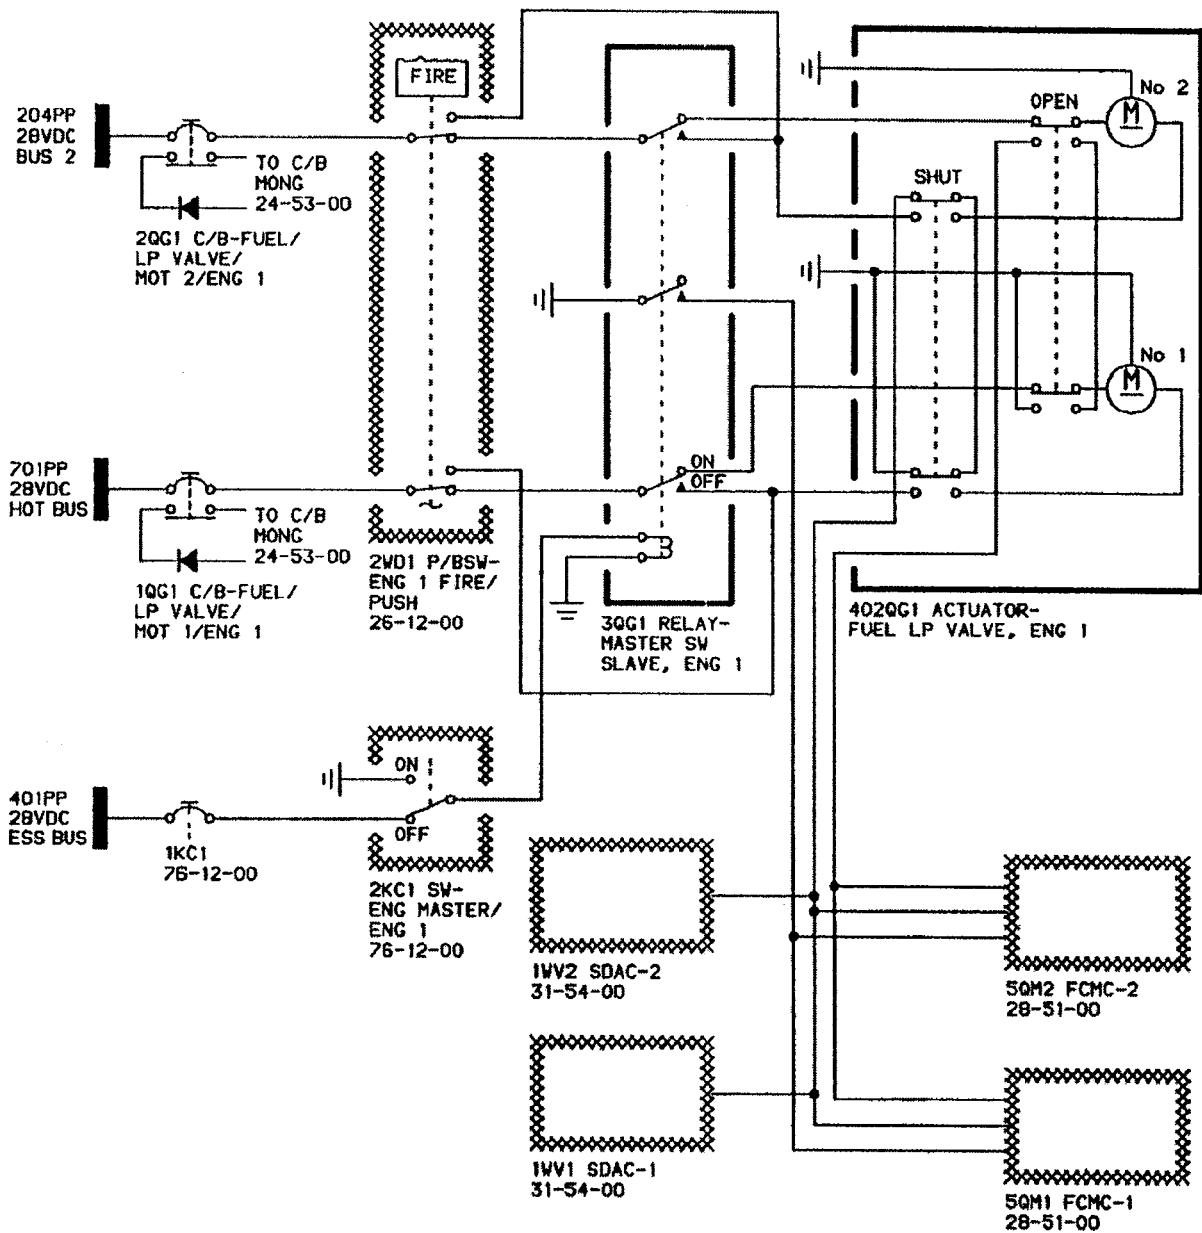 FIRE
204PP
28VDC
BUS 2
TO C/B
MONG
24-53-00
2QG1 C/B-FUEL/
LP VALVE/
MOT 2/ENG 1
No 2
M
OPEN
SHUT
No 1
M
701PP
28VDC
HOT BUS
TO C/B
MONG
24-53-00
1QG1 C/B-FUEL/
LP VALVE/
MOT 1/ENG 1
2WD1 P/BSW-
ENG 1 FIRE/
PUSH
26-12-00
ON
OFF
3QG1 RELAY-
MASTER SW
SLAVE, ENG 1
402QG1 ACTUATOR-
FUEL LP VALVE, ENG 1
401PP
28VDC
ESS BUS
1KC1
76-12-00
ON
OFF
2KC1 SW-
ENG MASTER/
ENG 1
76-12-00
1WV2 SDAC-2
31-54-00
5QM2 FCMC-2
28-51-00
1WV1 SDAC-1
31-54-00
5QM1 FCMC-1
28-51-00